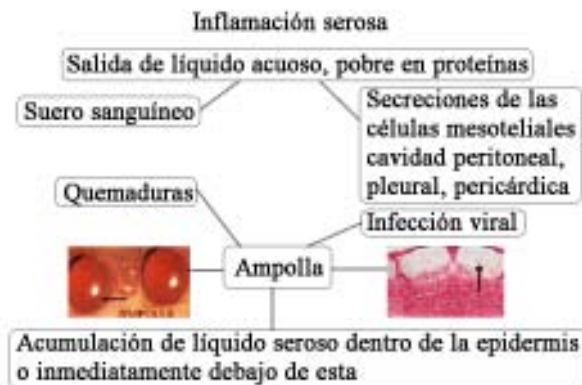 Inflamación serosa
Salida de líquido acuoso, pobre en proteínas
Suero sanguíneo
Secreciones de las
células mesoteliales
cavidad peritoneal,
pleural, pericárdica
Quemaduras
Infección viral
Ampolla
AMPOLLA
Acumulación de líquido seroso dentro de la epidermis
o inmediatamente debajo de esta